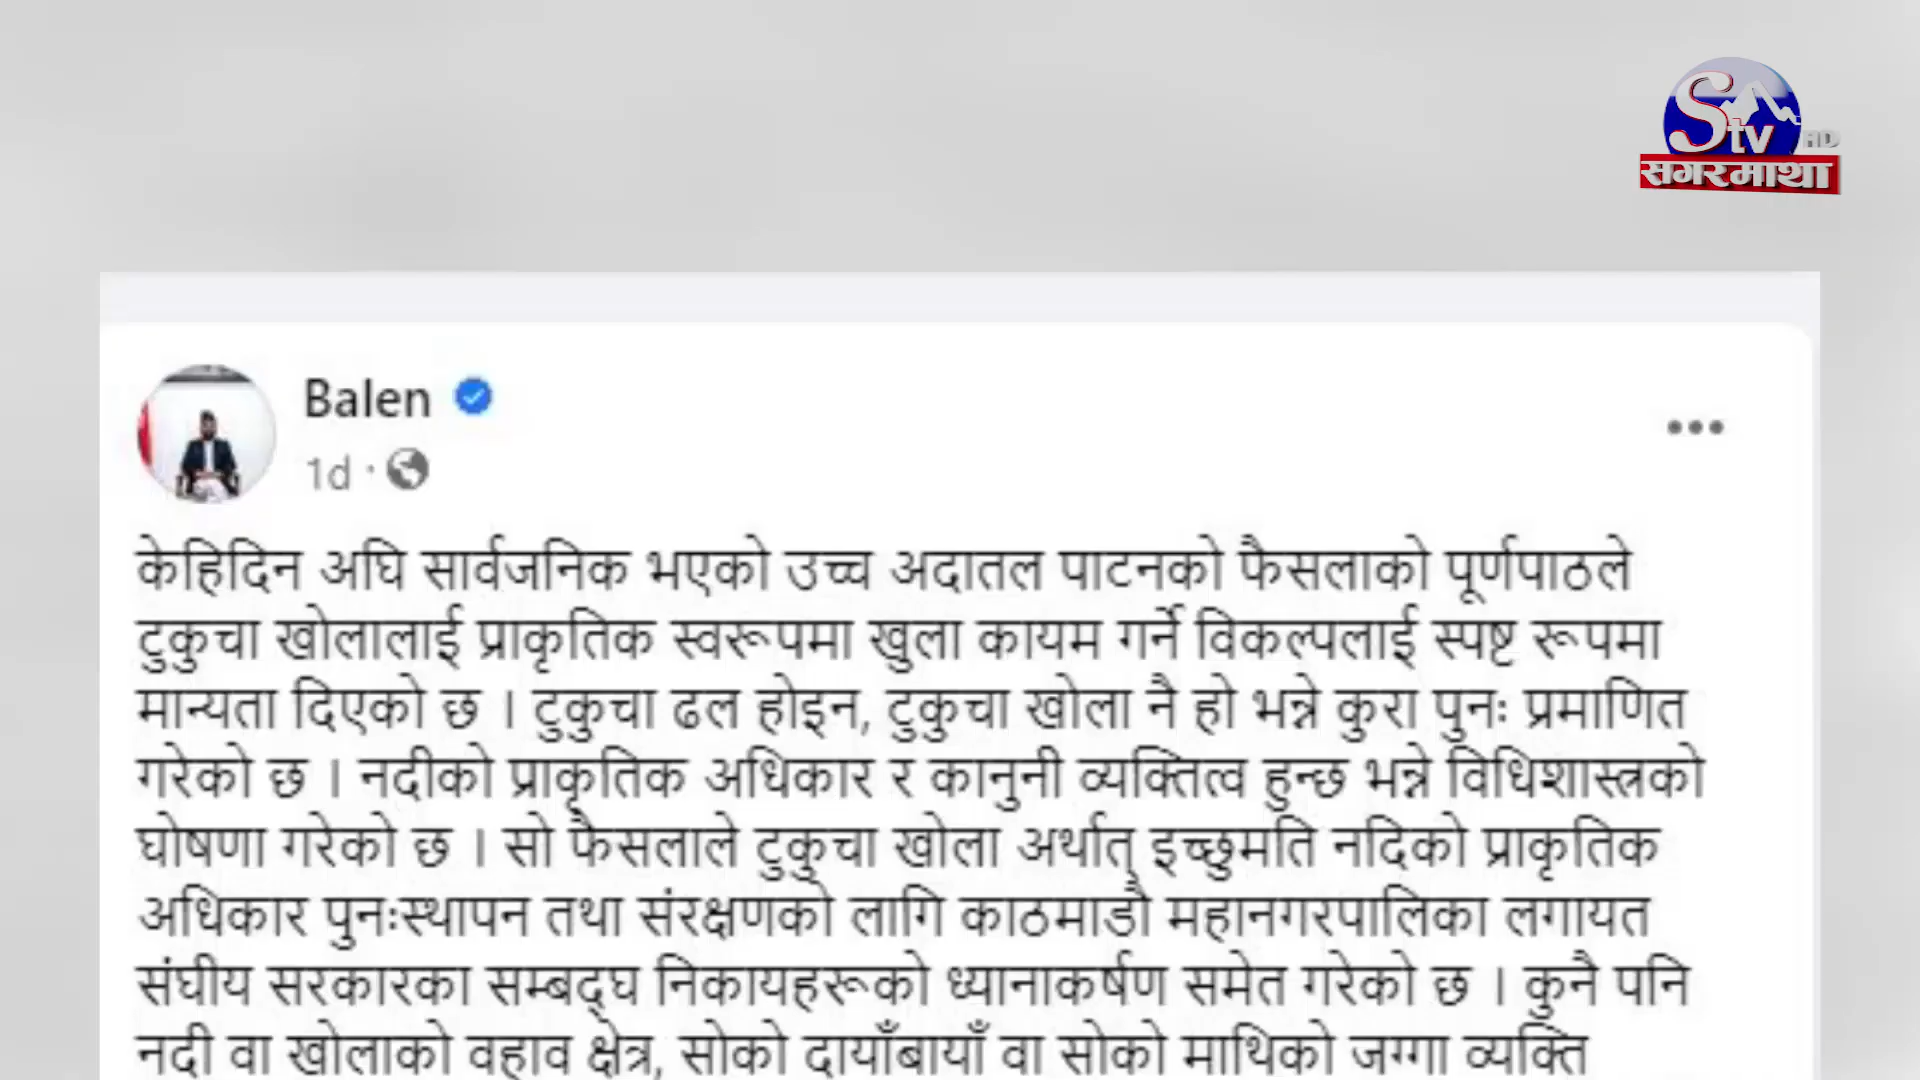 Stv HD
सगरमाथा
Balen
1d
केहिदिन अघि सार्वजनिक भएको उच्च अदातल पाटनको फैसलाको पूर्णपाठले
टुकुचा खोलालाई प्राकृतिक स्वरूपमा खुला कायम गर्ने विकल्पलाई स्पष्ट रूपमा
मान्यता दिएको छ । टुकुचा ढल होइन, टुकुचा खोला नै हो भन्ने कुरा पुनः प्रमाणित
गरेको छ । नदीको प्राकृतिक अधिकार र कानुनी व्यक्तित्व हुन्छ भन्ने विधिशास्त्रको
घोषणा गरेको छ । सो फैसलाले टुकुचा खोला अर्थात् इच्छुमति नदिको प्राकृतिक
अधिकार पुनःस्थापन तथा संरक्षणको लागि काठमाडौं महानगरपालिका लगायत
संघीय सरकारका सम्बद्घ निकायहरूको ध्यानाकर्षण समेत गरेको छ । कुनै पनि
नदी वा खोलाको वहाव क्षेत्र, सोको दायाँबायाँ वा सोको माथिको जग्गा व्यक्ति